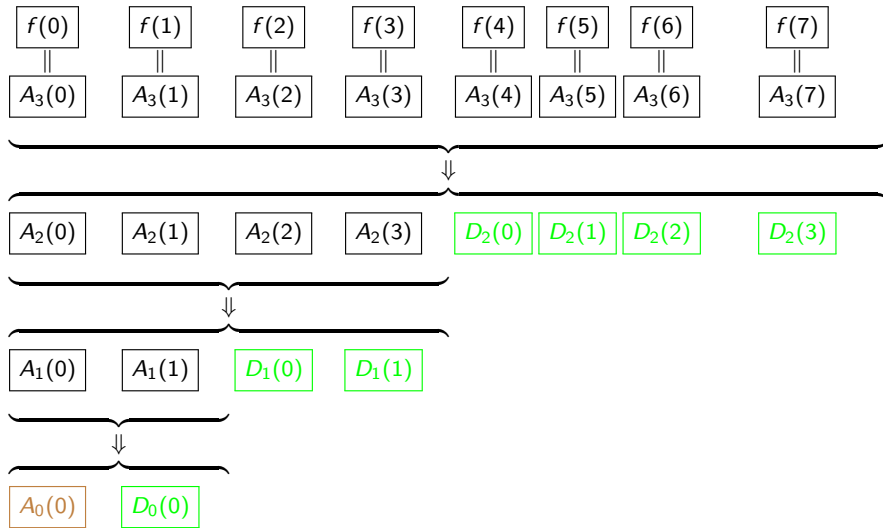 f(0) f(1) f(2) f(3) f(4) f(5) f(6) f(7)
|| || || || || || || ||
A₃(0) A₃(1) A₃(2) A₃(3) A₃(4) A₃(5) A₃(6) A₃(7)
⇓
A₂(0) A₂(1) A₂(2) A₂(3) D₂(0) D₂(1) D₂(2) D₂(3)
⇓
A₁(0) A₁(1) D₁(0) D₁(1)
⇓
A₀(0) D₀(0)